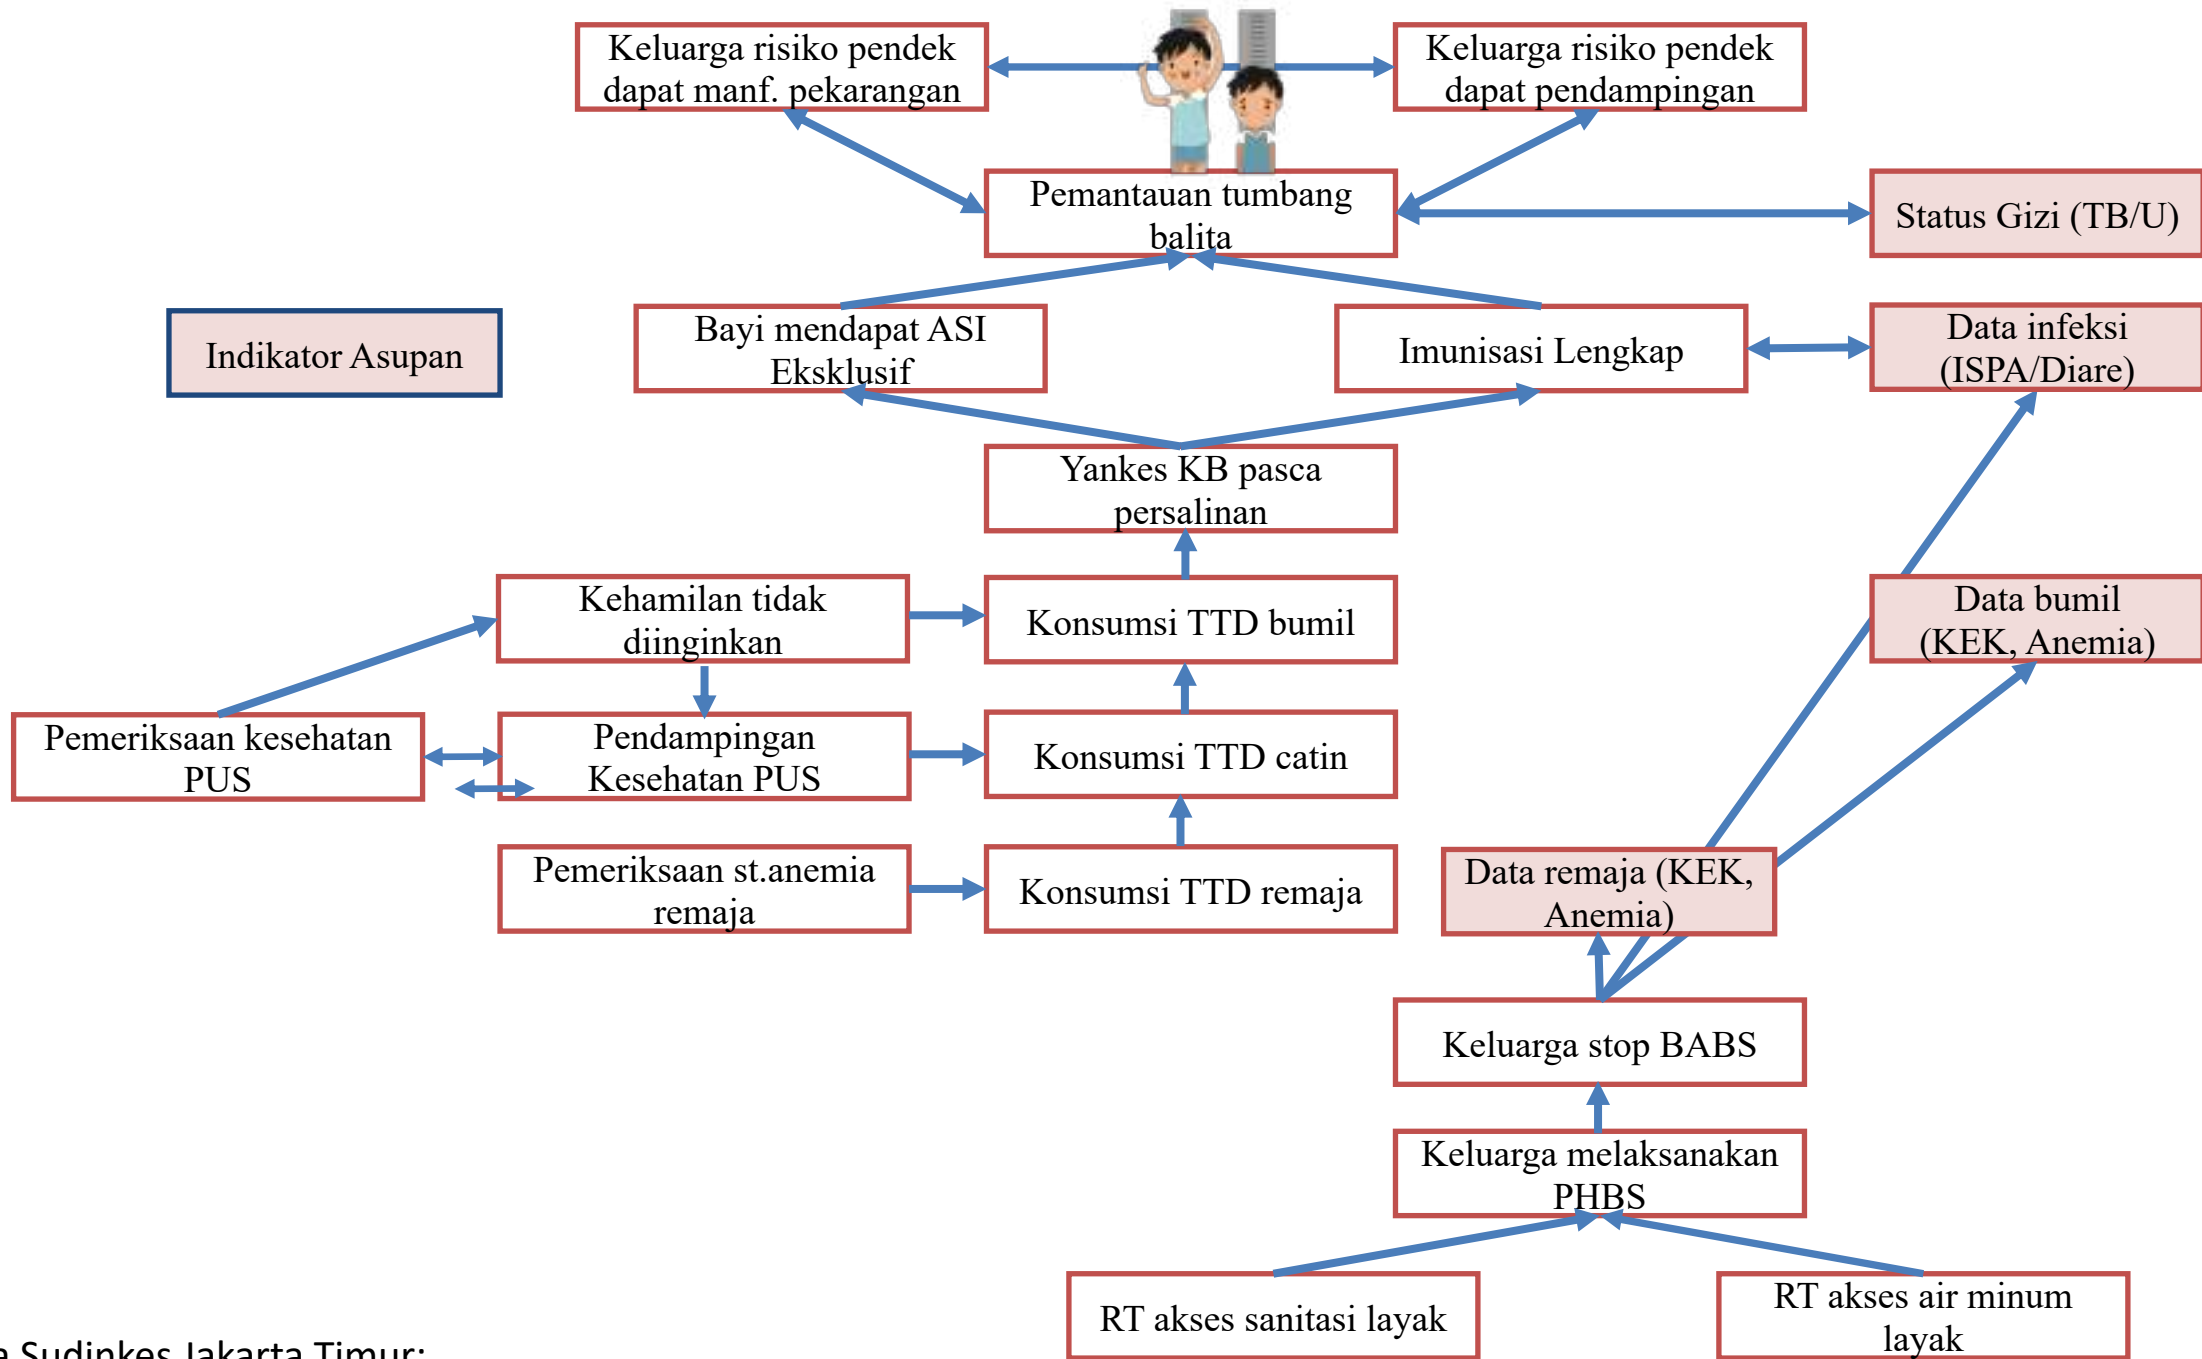 Keluarga risiko pendek
dapat manf. pekarangan
Keluarga risiko pendek
dapat pendampingan
Pemantauan tumbang
balita
Status Gizi (TB/U)
Indikator Asupan
Bayi mendapat ASI
Eksklusif
Imunisasi Lengkap
Data infeksi
(ISPA/Diare)
Yankes KB pasca
persalinan
Kehamilan tidak
diinginkan
Konsumsi TTD bumil
Data bumil
(KEK, Anemia)
Pemeriksaan kesehatan
PUS
Pendampingan
Kesehatan PUS
Konsumsi TTD catin
Pemeriksaan st.anemia
remaja
Konsumsi TTD remaja
Data remaja (KEK,
Anemia)
Keluarga stop BABS
Keluarga melaksanakan
PHBS
RT akses sanitasi layak
RT akses air minum
layak
Sudinkes Jakarta Timur: